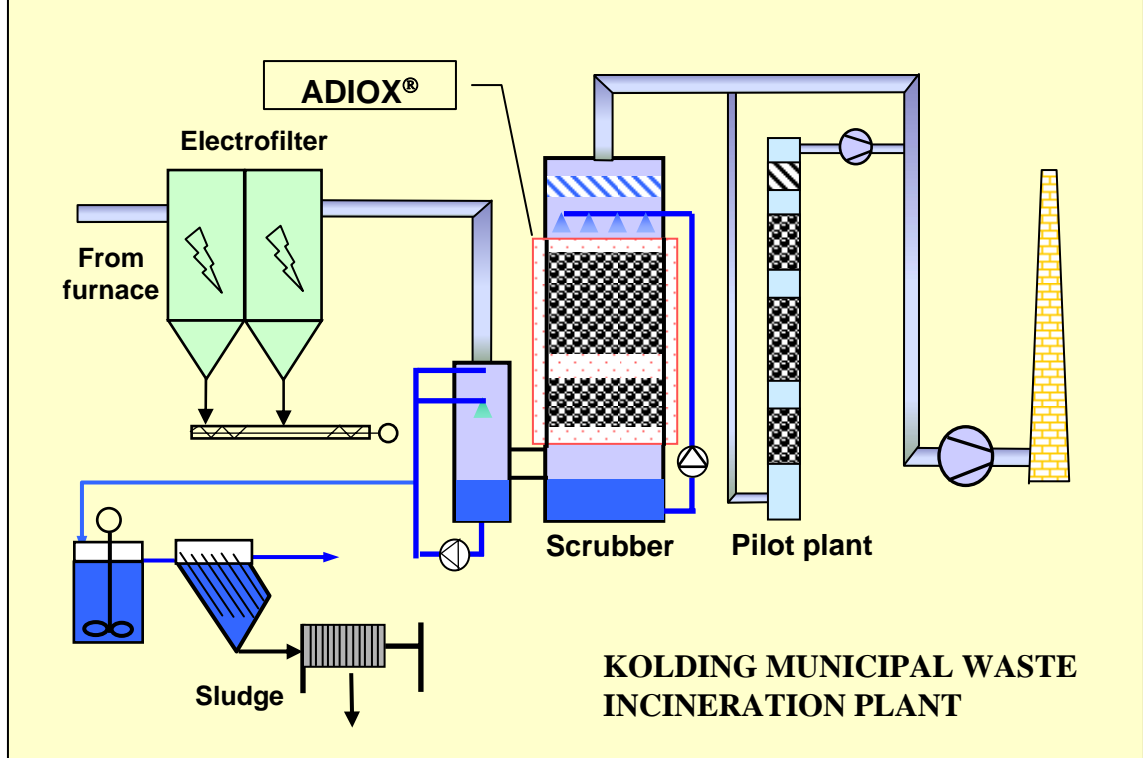 ADIOX®
Electrofilter
From
furnace
Scrubber
Pilot plant
Sludge
KOLDING MUNICIPAL WASTE
INCINERATION PLANT